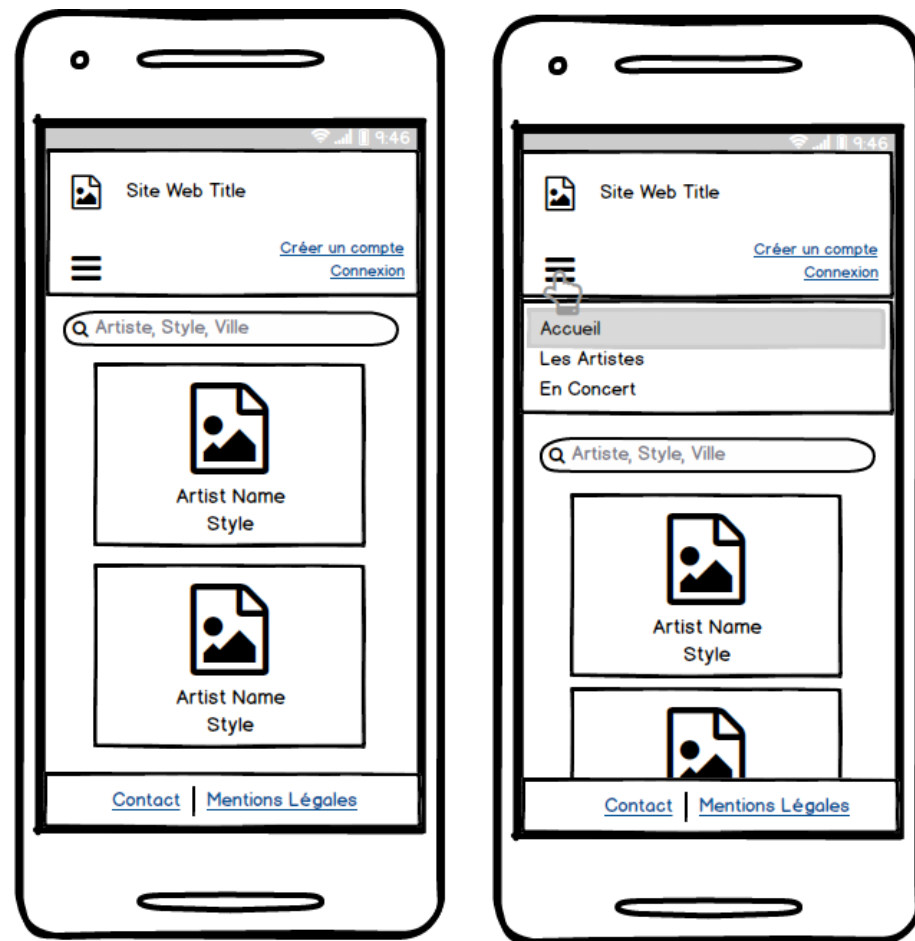 9:46
Site Web Title
Créer un compte
Connexion
Artiste, Style, Ville
Artist Name
Style
Artist Name
Style
Contact | Mentions Légales
9:46
Site Web Title
Créer un compte
Connexion
Accueil
Les Artistes
En Concert
Artiste, Style, Ville
Artist Name
Style
Contact | Mentions Légales